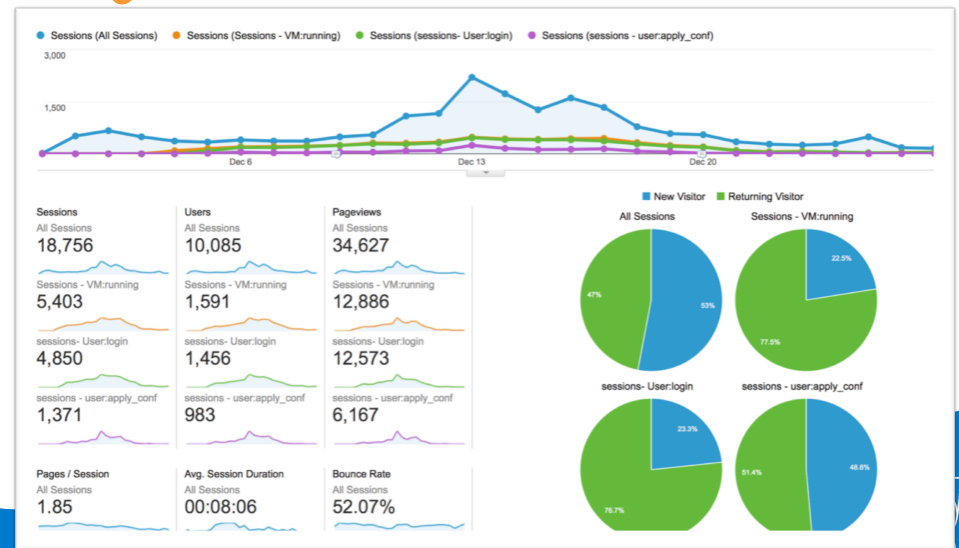 Sessions (All Sessions) Sessions (Sessions - VM:running) Sessions (sessions- User:login) Sessions (sessions - user:apply_conf)
3,000
1,500
Dec 6 Dec 13 Dec 20
New Visitor Returning Visitor
Sessions Users Pageviews
All Sessions All Sessions All Sessions
18,756 10,085 34,627
Sessions - VM:running Sessions - VM:running Sessions - VM:running
5,403 1,591 12,886
sessions- User:login sessions- User:login sessions- User:login
4,850 1,456 12,573
sessions - user:apply_conf sessions - user:apply_conf sessions - user:apply_conf
1,371 983 6,167
Pages / Session Avg. Session Duration Bounce Rate
All Sessions All Sessions All Sessions
1.85 00:08:06 52.07%
All Sessions Sessions - VM:running
47% 53% 22.5% 77.5%
sessions- User:login sessions - user:apply_conf
23.3% 76.7% 51.4% 48.6%